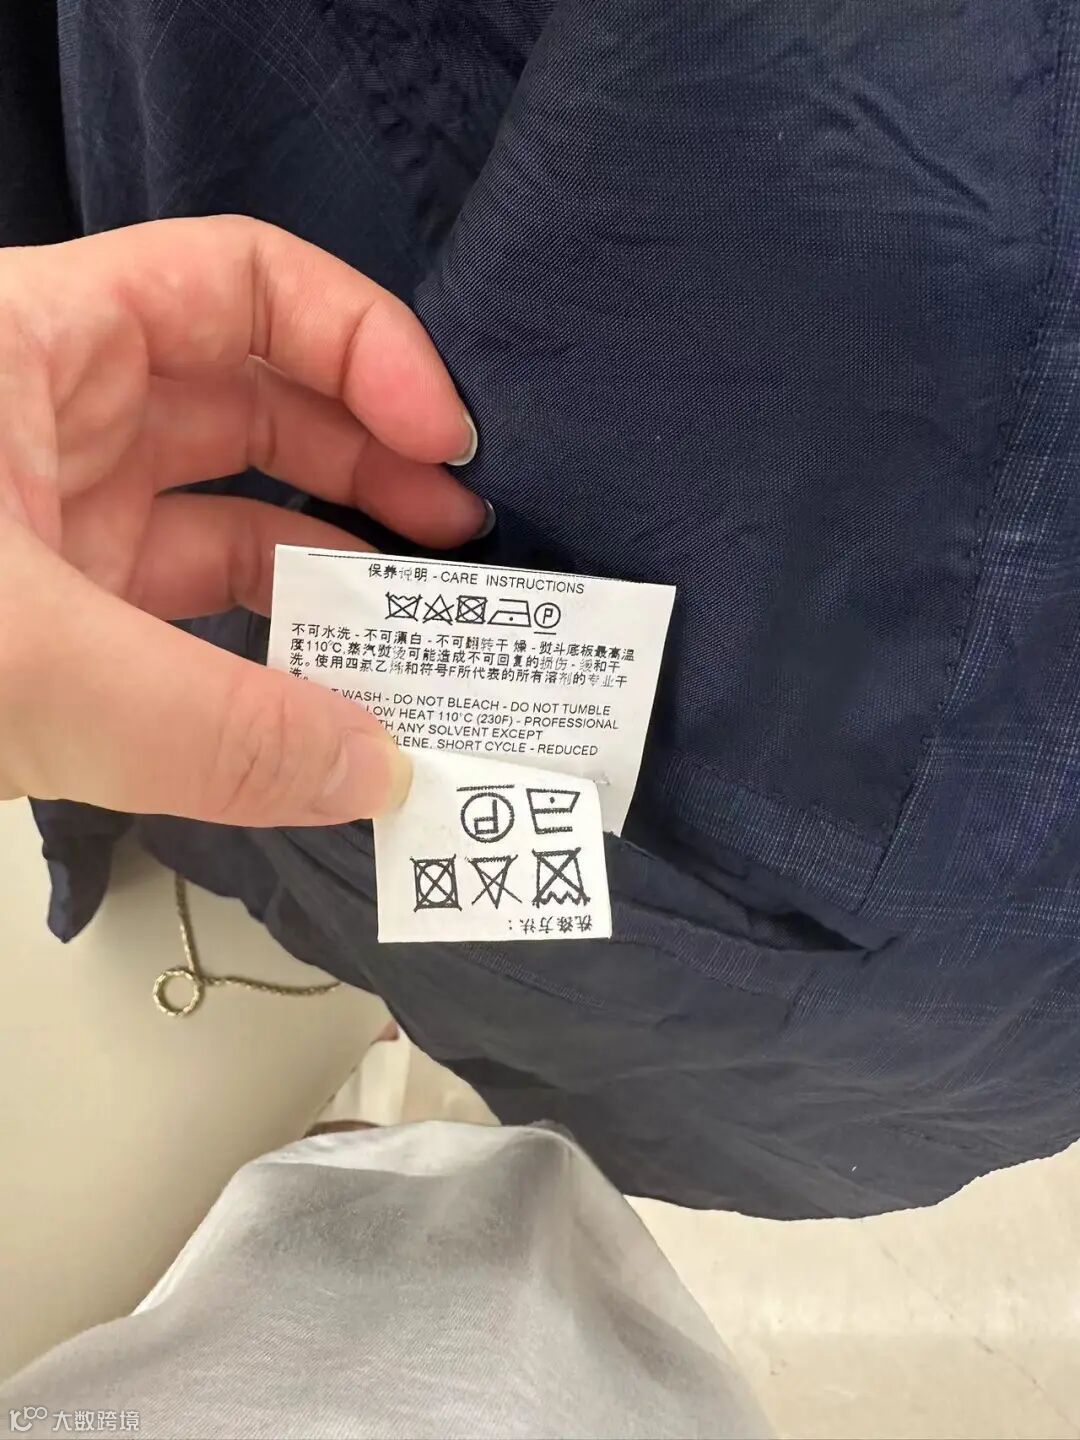 保养说明 - CARE INSTRUCTIONS
P
不可水洗 - 不可漂白 - 不可翻转干 燥 - 熨斗底板最高温
度110℃,蒸汽熨烫可能造成不可回复的损伤 - 缓和干
洗。使用四氯乙烯和符号F所代表的所有溶剂的专业干
洗。
WASH - DO NOT BLEACH - DO NOT TUMBLE
LOW HEAT 110°C (230F) - PROFESSIONAL
ANY SOLVENT EXCEPT
SHORT CYCLE - REDUCED
P
洗涤方法：
大数跨境